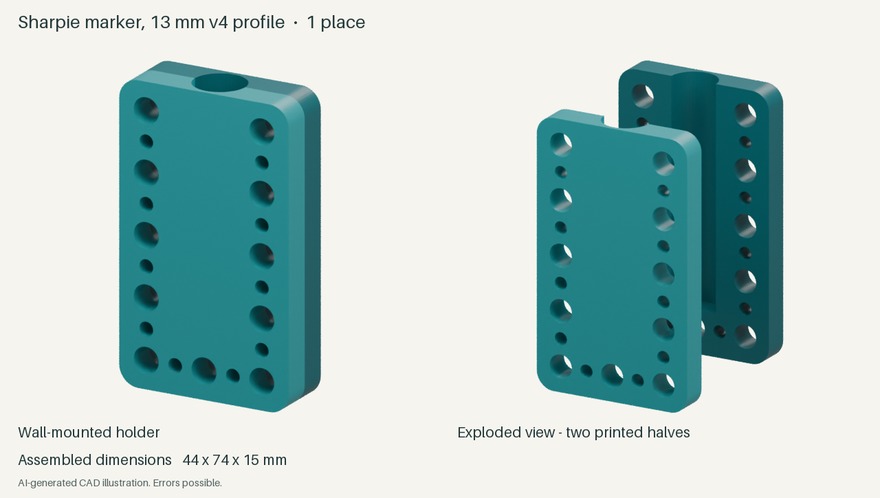 Sharpie marker, 13 mm v4 profile · 1 place
Wall-mounted holder
Exploded view - two printed halves
Assembled dimensions 44 x 74 x 15 mm
AI-generated CAD illustration. Errors possible.